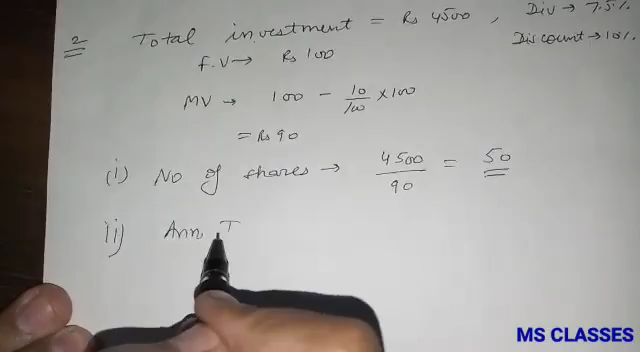 2 Total investment = Rs 4500, Div → 7.5%
Discount → 10%
F.V → Rs 100
MV → 100 - 10/100 × 100
= Rs 90
(i) No of shares → 4500/90 = 50
ii) Ann I
MS CLASSES